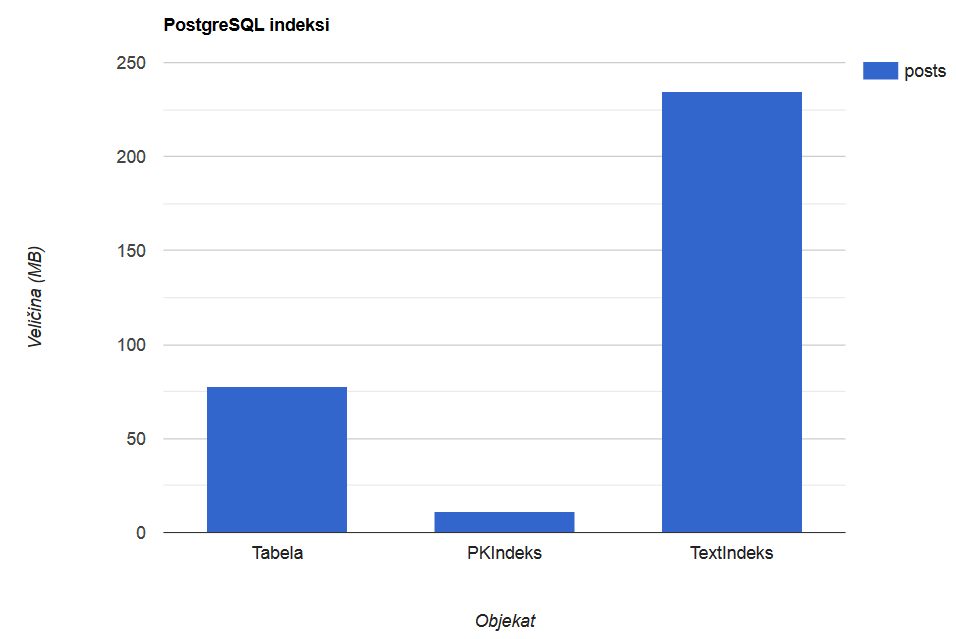 PostgreSQL indeksi
posts
250
200
150
100
50
0
Veličina (MB)
Tabela PKIndeks TextIndeks
Objekat